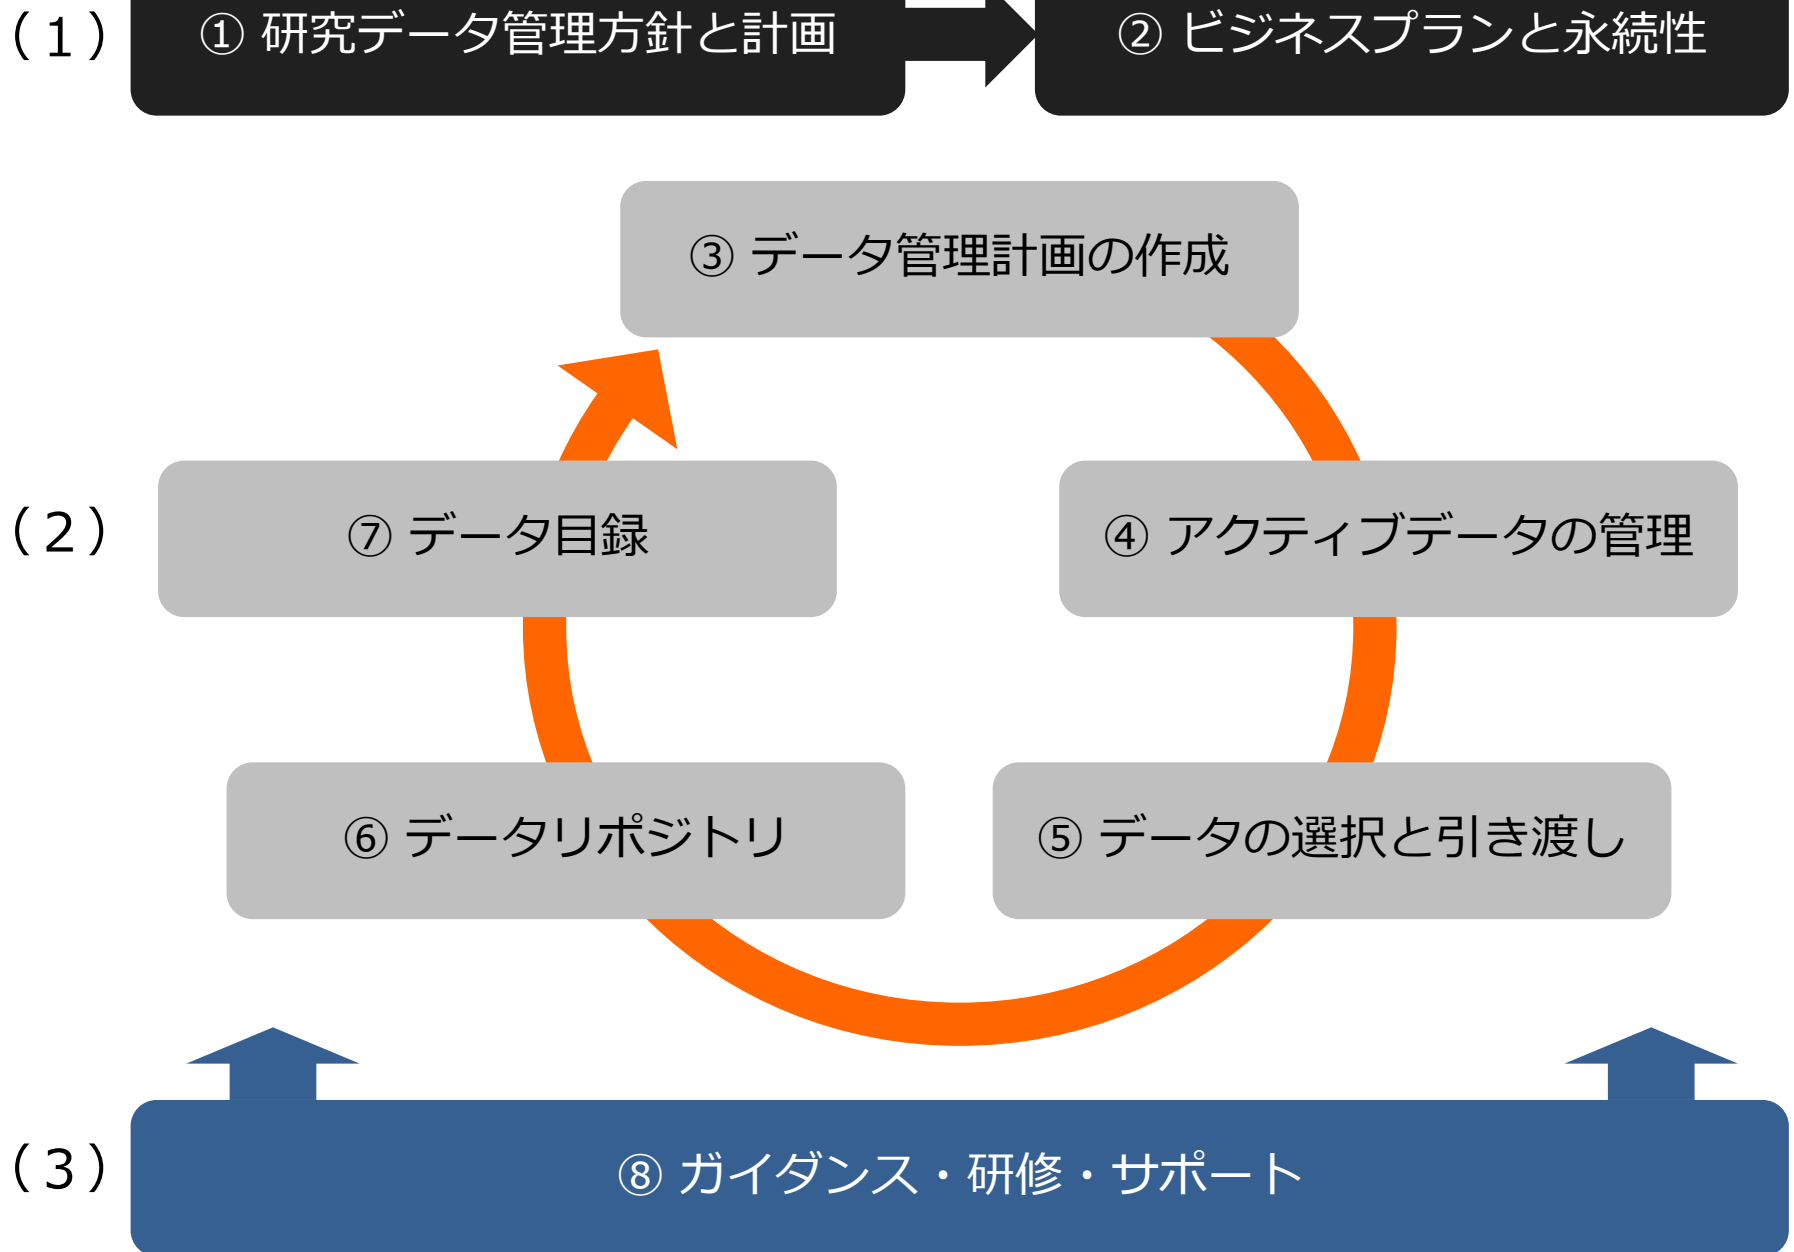 （1）
① 研究データ管理方針と計画
② ビジネスプランと永続性
③ データ管理計画の作成
（2）
⑦ データ目録
④ アクティブデータの管理
⑥ データリポジトリ
⑤ データの選択と引き渡し
（3）
⑧ ガイダンス・研修・サポート